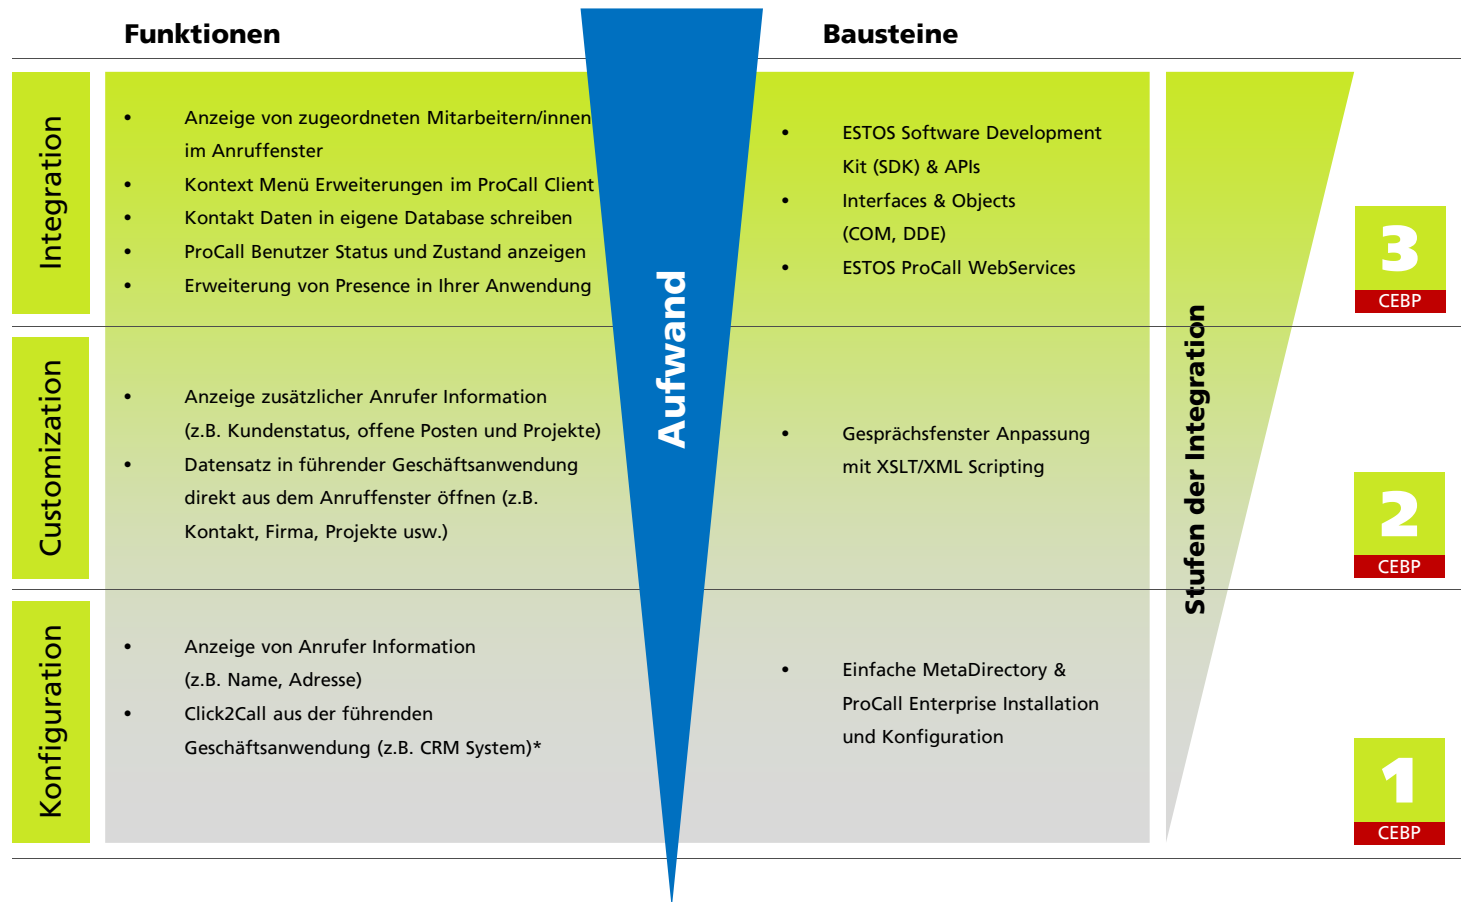 Funktionen
Bausteine
Integration
• Anzeige von zugeordneten Mitarbeitern/innen
im Anruffenster
• Kontext Menü Erweiterungen im ProCall Client
• Kontakt Daten in eigene Database schreiben
• ProCall Benutzer Status und Zustand anzeigen
• Erweiterung von Presence in Ihrer Anwendung
• ESTOS Software Development
Kit (SDK) & APIs
• Interfaces & Objects
(COM, DDE)
• ESTOS ProCall WebServices
3
CEBP
Aufwand
Stufen der Integration
Customization
• Anzeige zusätzlicher Anrufer Information
(z.B. Kundenstatus, offene Posten und Projekte)
• Datensatz in führender Geschäftsanwendung
direkt aus dem Anruffenster öffnen (z.B.
Kontakt, Firma, Projekte usw.)
• Gesprächsfenster Anpassung
mit XSLT/XML Scripting
2
CEBP
Konfiguration
• Anzeige von Anrufer Information
(z.B. Name, Adresse)
• Click2Call aus der führenden
Geschäftsanwendung (z.B. CRM System)*
• Einfache MetaDirectory &
ProCall Enterprise Installation
und Konfiguration
1
CEBP